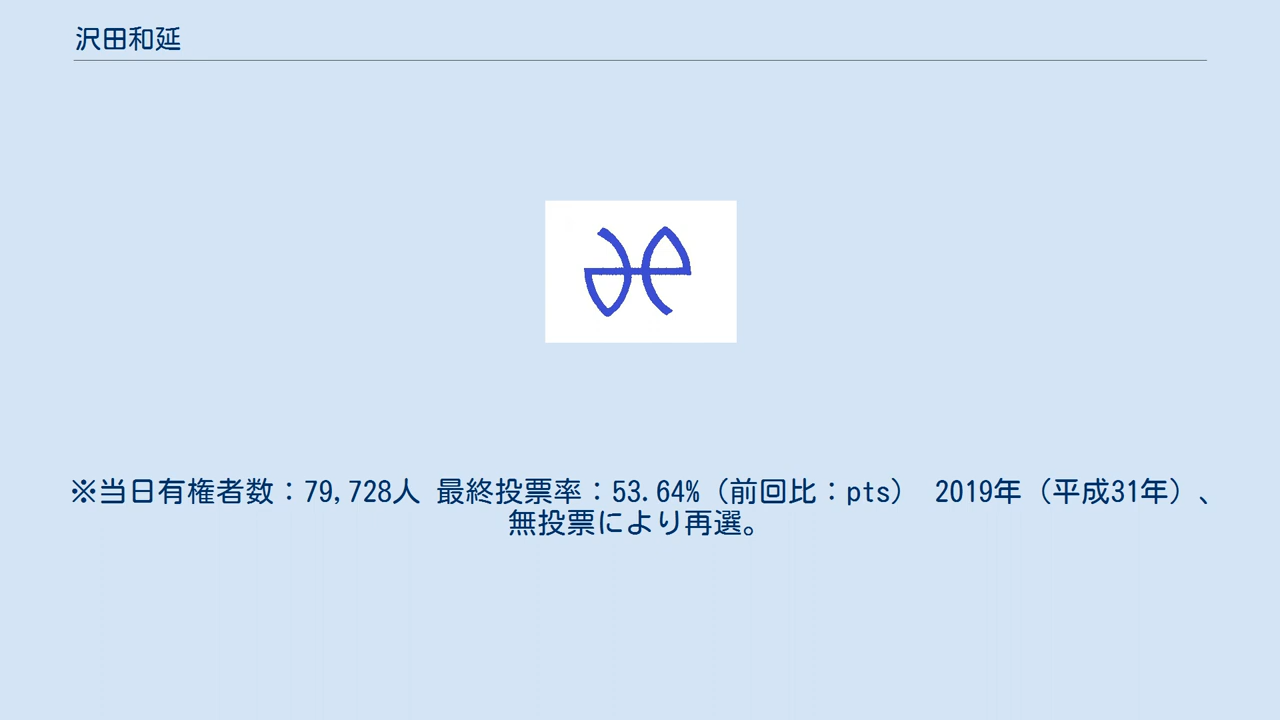 沢田和延
※当日有権者数：79,728人 最終投票率：53.64%（前回比：pts） 2019年（平成31年）、
無投票により再選。